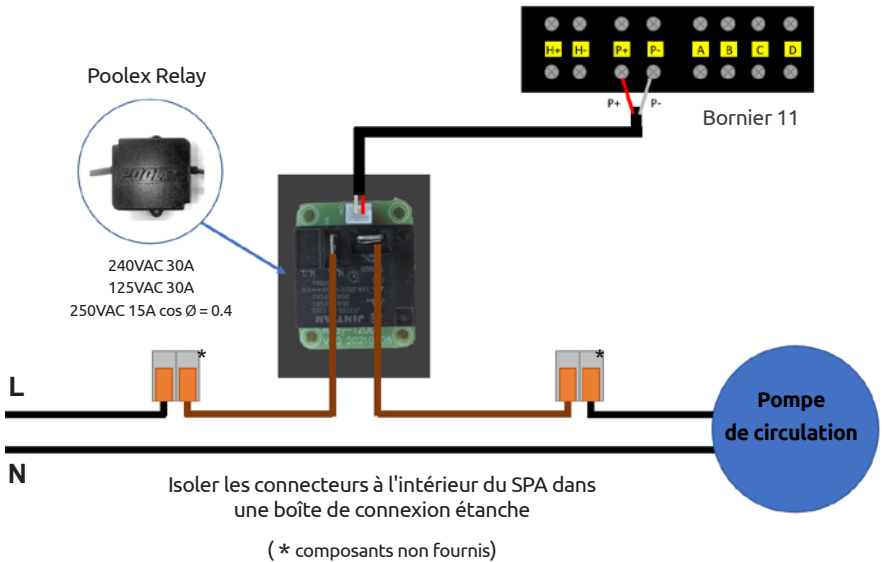 H+ H- P+ P- A B C D
P+ P-
Bornier 11
Poolex Relay
240VAC 30A
125VAC 30A
250VAC 15A cos Ø = 0.4
JINTIAN
*
*
L
N
Pompe
de circulation
Isoler les connecteurs à l'intérieur du SPA dans
une boîte de connexion étanche
( * composants non fournis)